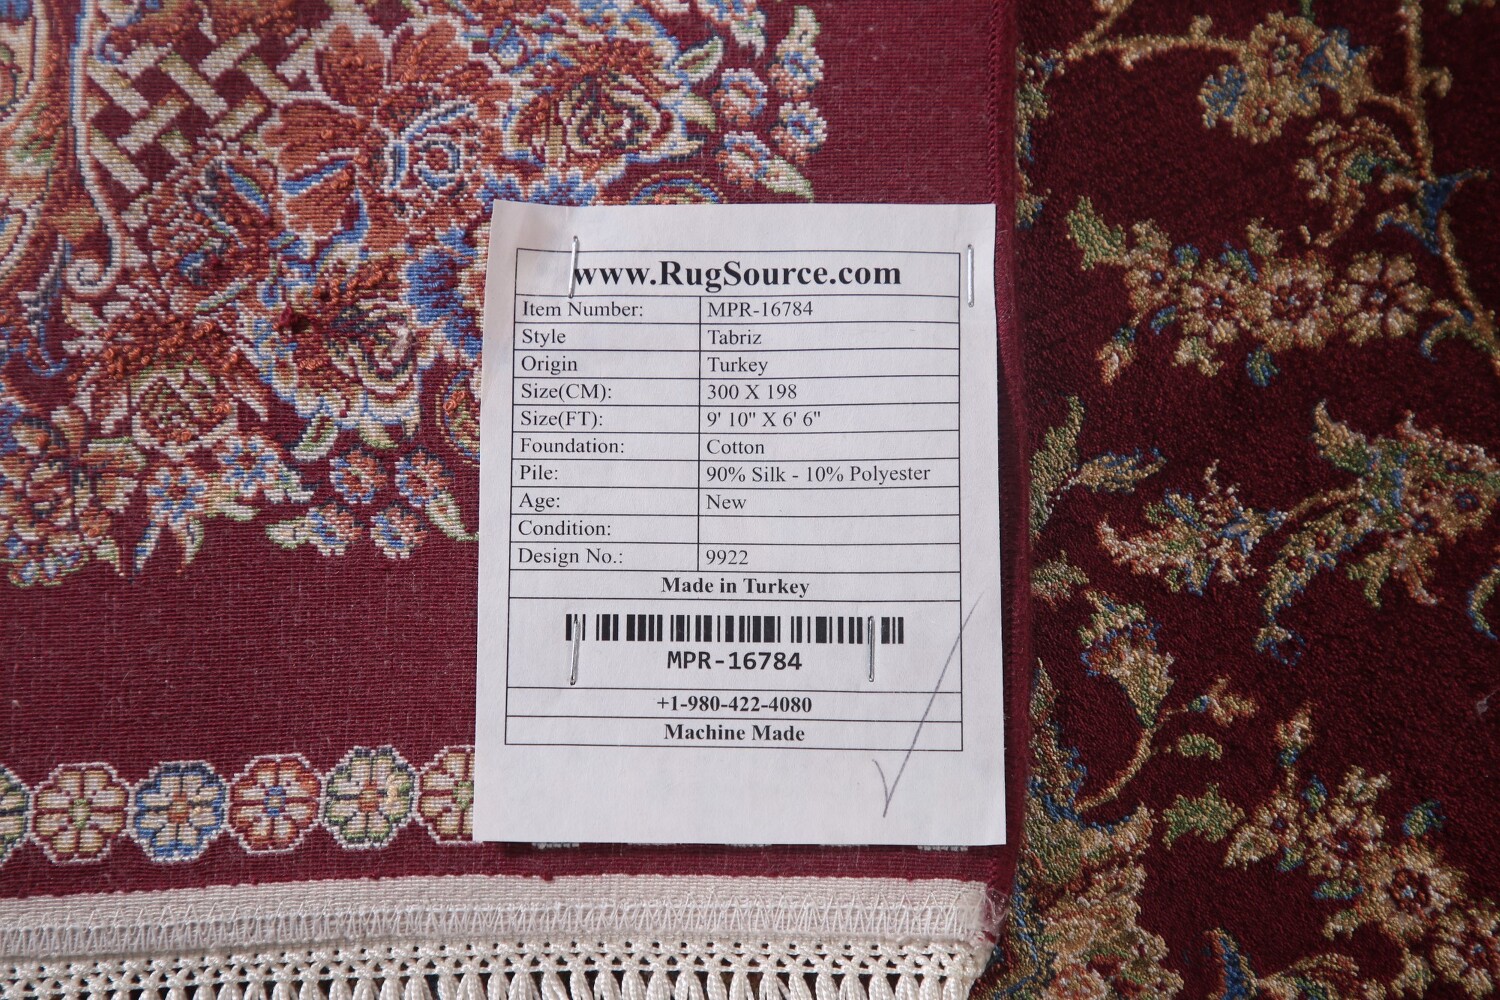 www.RugSource.com
Item Number: MPR-16784
Style Tabriz
Origin Turkey
Size(CM): 300 X 198
Size(FT): 9' 10" X 6' 6"
Foundation: Cotton
Pile: 90% Silk - 10% Polyester
Age: New
Condition:
Design No.: 9922
Made in Turkey
MPR-16784
+1-980-422-4080
Machine Made